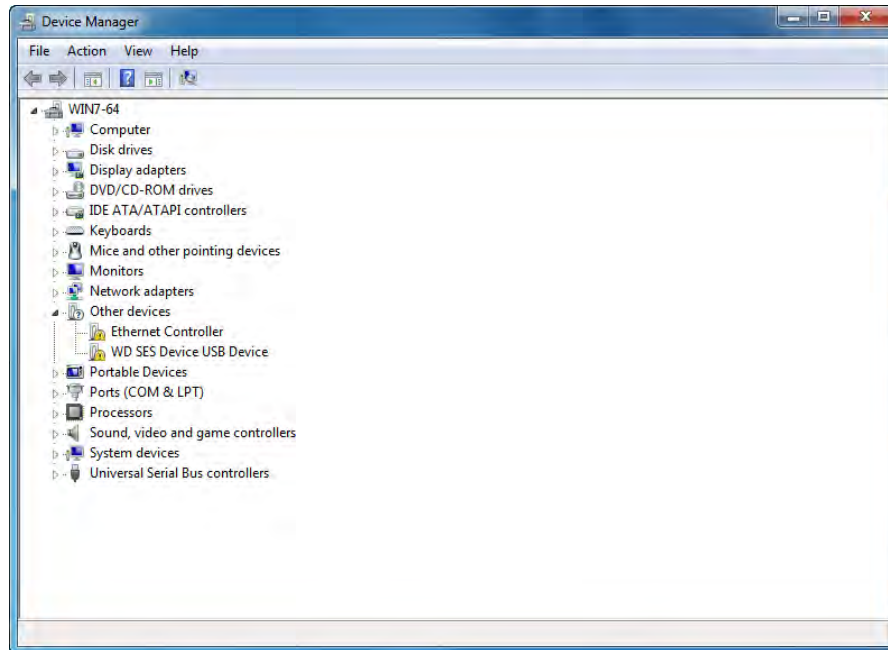 Device Manager
File Action View Help
WIN7-64
Computer
Disk drives
Display adapters
DVD/CD-ROM drives
IDE ATA/ATAPI controllers
Keyboards
Mice and other pointing devices
Monitors
Network adapters
Other devices
Ethernet Controller
WD SES Device USB Device
Portable Devices
Ports (COM & LPT)
Processors
Sound, video and game controllers
System devices
Universal Serial Bus controllers